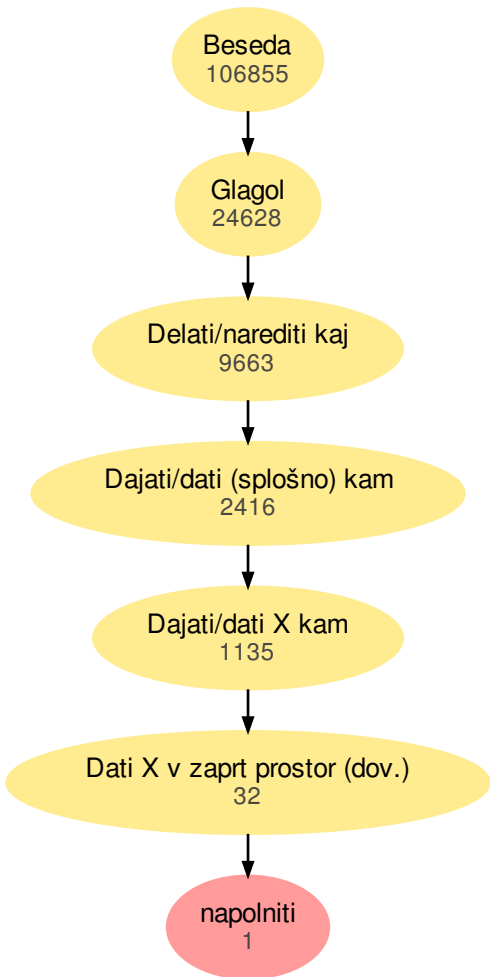 Beseda
106855
Glagol
24628
Delati/narediti kaj
9663
Dajati/dati (splošno) kam
2416
Dajati/dati X kam
1135
Dati X v zaprt prostor (dov.)
32
napolniti
1